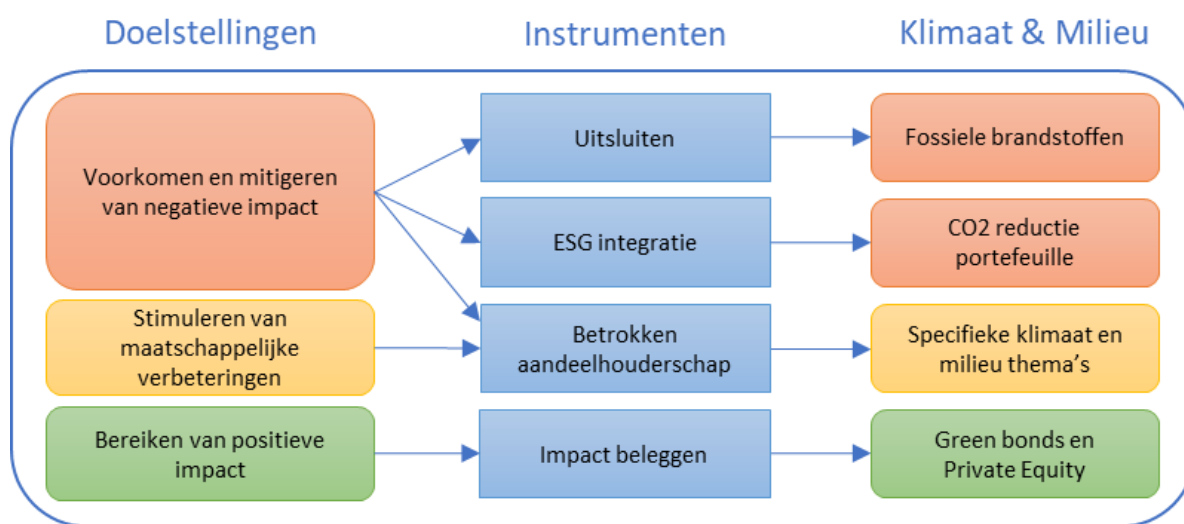 Doelstellingen
Instrumenten
Klimaat & Milieu
Voorkomen en mitigeren
van negatieve impact
Uitsluiten
Fossiele brandstoffen
ESG integratie
CO2 reductie
portefeuille
Stimuleren van
maatschappelijke
verbeteringen
Betrokken
aandeelhouderschap
Specifieke klimaat en
milieu thema’s
Bereiken van positieve
impact
Impact beleggen
Green bonds en
Private Equity